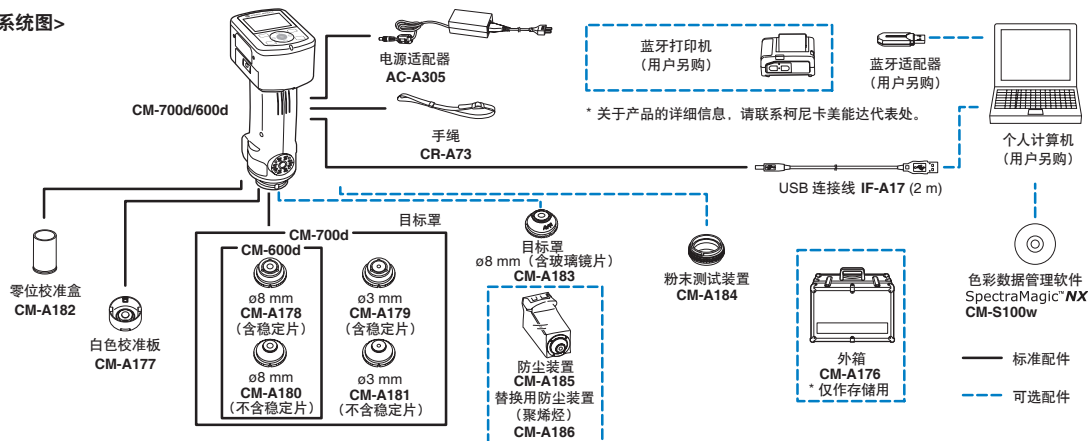 系统图>
CM-700d/600d
电源适配器
AC-A305
手绳
CR-A73
蓝牙打印机
（用户另购）
蓝牙适配器
（用户另购）
* 关于产品的详细信息，请联系柯尼卡美能达代表处。
个人计算机
（用户另购）
USB 连接线 IF-A17 (2 m)
零位校准盒
CM-A182
白色校准板
CM-A177
目标罩
CM-700d
CM-600d
ø8 mm
CM-A178
（含稳定片）
ø3 mm
CM-A179
（含稳定片）
ø8 mm
CM-A180
（不含稳定片）
ø3 mm
CM-A181
（不含稳定片）
目标罩
ø8 mm（含玻璃镜片）
CM-A183
防尘装置
CM-A185
替换用防尘装置
（聚烯烃）
CM-A186
粉末测试装置
CM-A184
外箱
CM-A176
* 仅作存储用
色彩数据管理软件
SpectraMagic™NX
CM-S100w
标准配件
可选配件